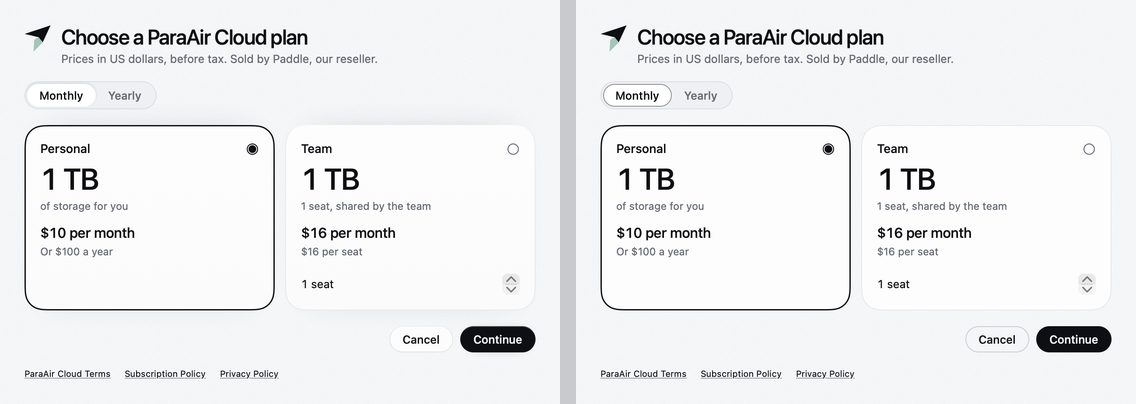 Choose a ParaAir Cloud plan
Prices in US dollars, before tax. Sold by Paddle, our reseller.
Monthly Yearly
Personal
1 TB
of storage for you
$10 per month
Or $100 a year
Team
1 TB
1 seat, shared by the team
$16 per month
$16 per seat
1 seat
Cancel Continue
ParaAir Cloud Terms Subscription Policy Privacy Policy
Choose a ParaAir Cloud plan
Prices in US dollars, before tax. Sold by Paddle, our reseller.
Monthly Yearly
Personal
1 TB
of storage for you
$10 per month
Or $100 a year
Team
1 TB
1 seat, shared by the team
$16 per month
$16 per seat
1 seat
Cancel Continue
ParaAir Cloud Terms Subscription Policy Privacy Policy